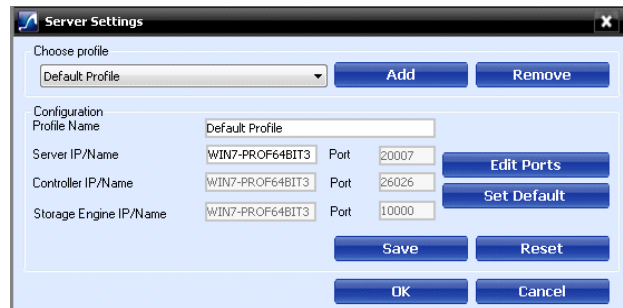 Server Settings
Choose profile
Default Profile Add Remove
Configuration
Profile Name Default Profile
Server IP/Name WIN7-PROF64BIT3 Port 20007
Edit Ports
Controller IP/Name WIN7-PROF64BIT3 Port 26026
Set Default
Storage Engine IP/Name WIN7-PROF64BIT3 Port 10000
Save Reset
OK Cancel